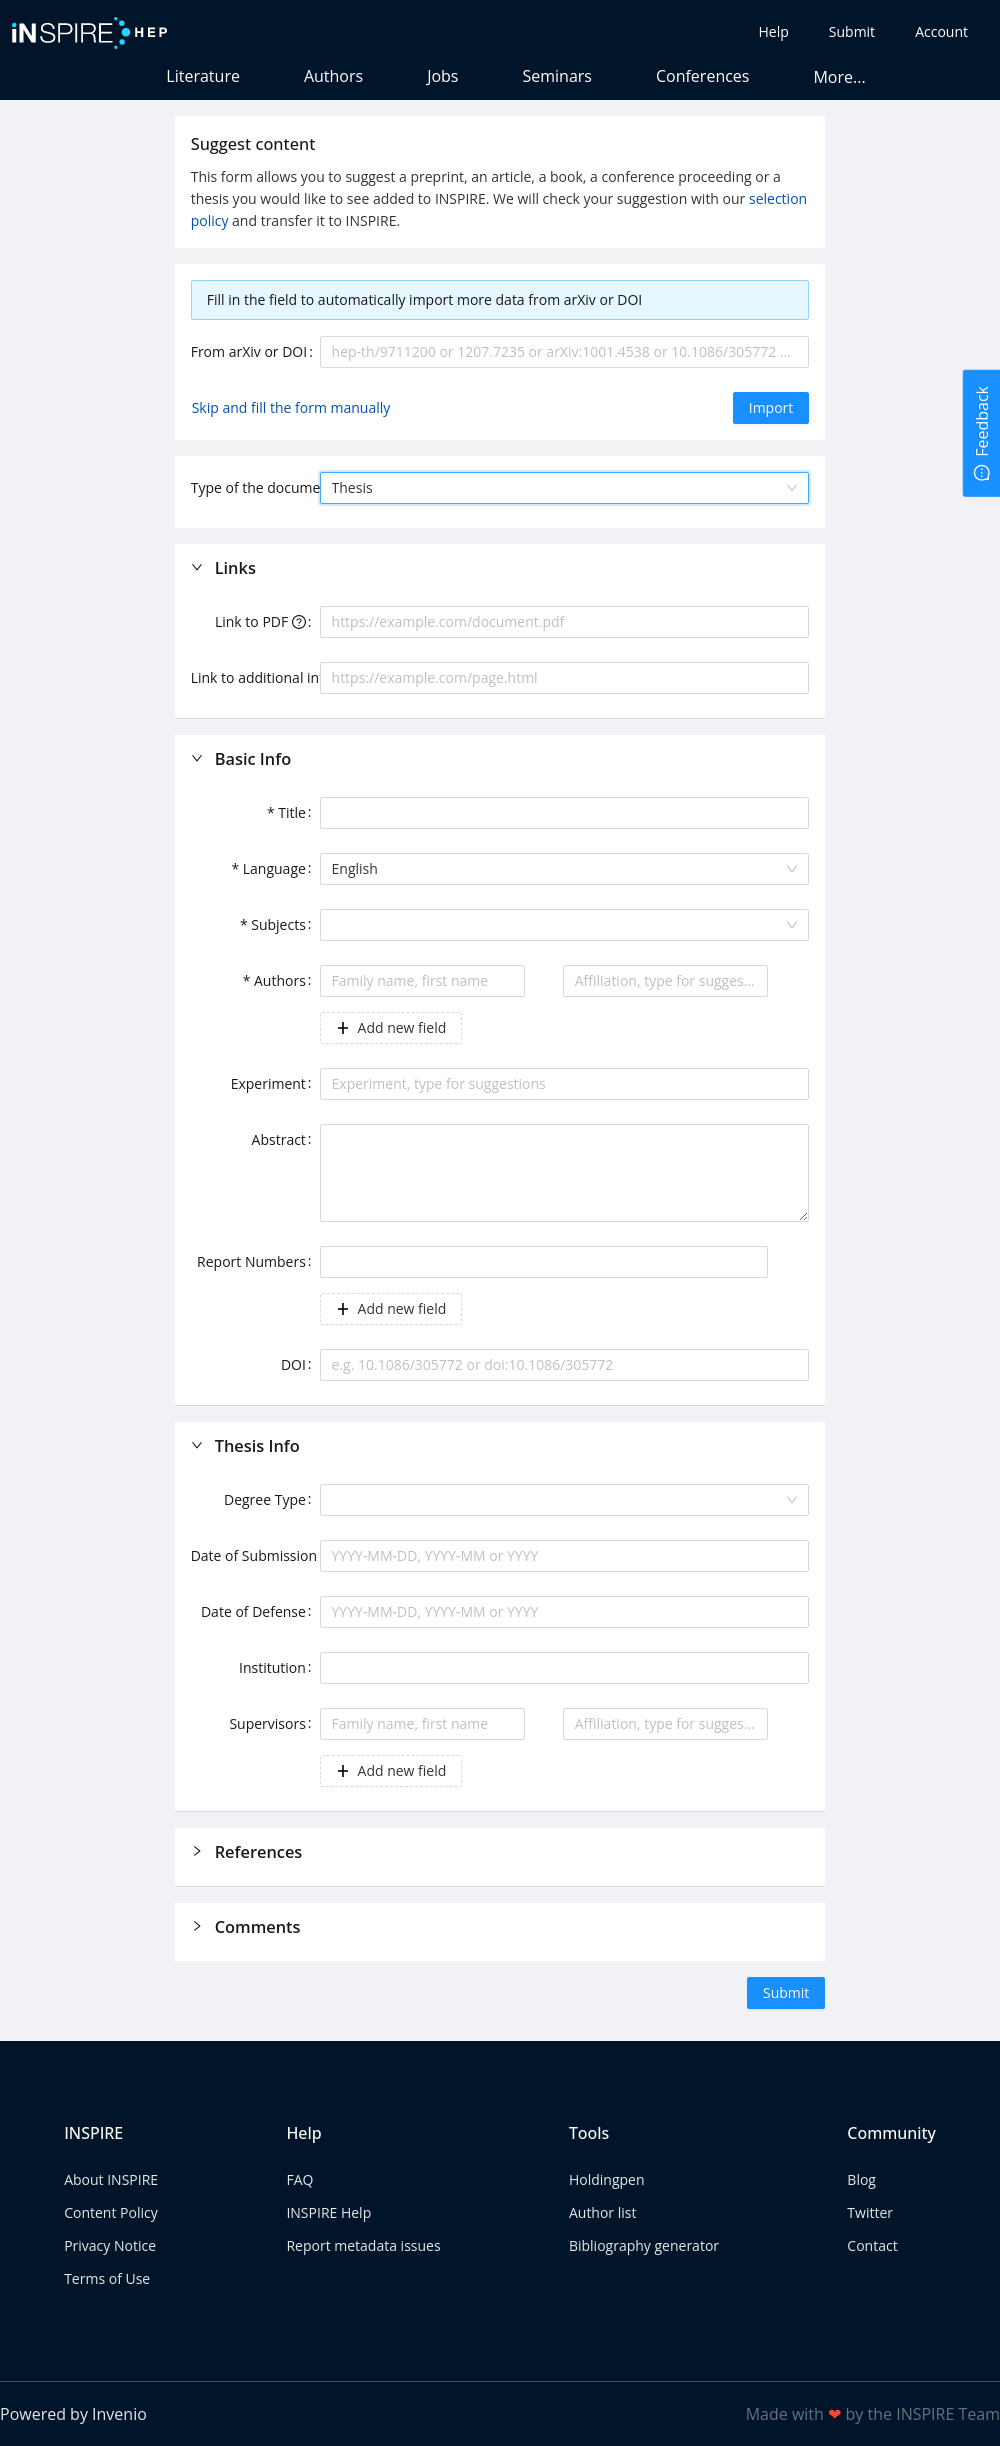 iNSPIRE HEP
Help
Submit
Account
Literature
Authors
Jobs
Seminars
Conferences
More...
Suggest content
This form allows you to suggest a preprint, an article, a book, a conference proceeding or a
thesis you would like to see added to INSPIRE. We will check your suggestion with our selection
policy and transfer it to INSPIRE.
Fill in the field to automatically import more data from arXiv or DOI
From arXiv or DOI: hep-th/9711200 or 1207.7235 or arXiv:1001.4538 or 10.1086/305772 ...
Skip and fill the form manually
Import
Feedback
Type of the docume Thesis
Links
Link to PDF : https://example.com/document.pdf
Link to additional in https://example.com/page.html
Basic Info
* Title:
* Language: English
* Subjects:
* Authors: Family name, first name Affiliation, type for sugges...
+ Add new field
Experiment: Experiment, type for suggestions
Abstract:
Report Numbers:
+ Add new field
DOI: e.g. 10.1086/305772 or doi:10.1086/305772
Thesis Info
Degree Type:
Date of Submission YYYY-MM-DD, YYYY-MM or YYYY
Date of Defense: YYYY-MM-DD, YYYY-MM or YYYY
Institution:
Supervisors: Family name, first name Affiliation, type for sugges...
+ Add new field
References
Comments
Submit
INSPIRE
About INSPIRE
Content Policy
Privacy Notice
Terms of Use
Help
FAQ
INSPIRE Help
Report metadata issues
Tools
Holdingpen
Author list
Bibliography generator
Community
Blog
Twitter
Contact
Powered by Invenio
Made with ❤ by the INSPIRE Team